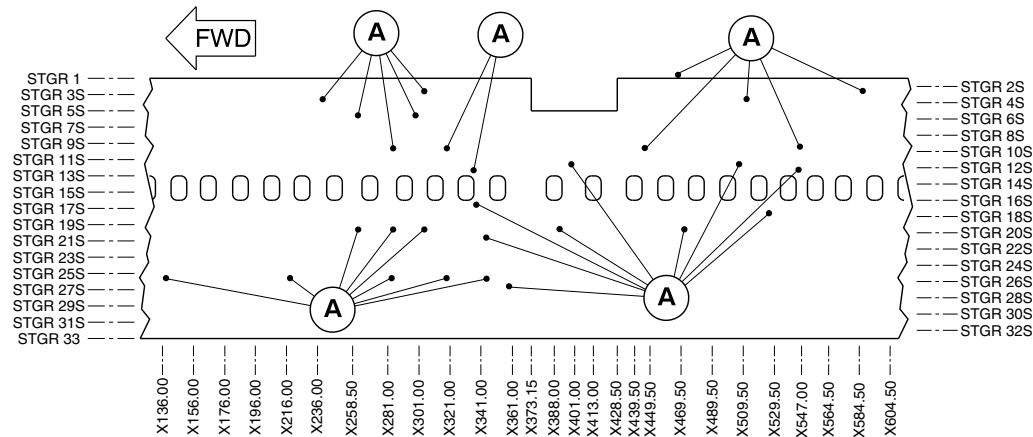 A
A
A
FWD
STGR 1
STGR 3S
STGR 5S
STGR 7S
STGR 9S
STGR 11S
STGR 13S
STGR 15S
STGR 17S
STGR 19S
STGR 21S
STGR 23S
STGR 25S
STGR 27S
STGR 29S
STGR 31S
STGR 33
STGR 2S
STGR 4S
STGR 6S
STGR 8S
STGR 10S
STGR 12S
STGR 14S
STGR 16S
STGR 18S
STGR 20S
STGR 22S
STGR 24S
STGR 26S
STGR 28S
STGR 30S
STGR 32S
A
A
X136.00
X156.00
X176.00
X196.00
X216.00
X236.00
X258.50
X281.00
X301.00
X321.00
X341.00
X361.00
X373.15
X388.00
X401.00
X413.00
X428.50
X439.50
X449.50
X469.50
X489.50
X509.50
X529.50
X547.00
X564.50
X584.50
X604.50